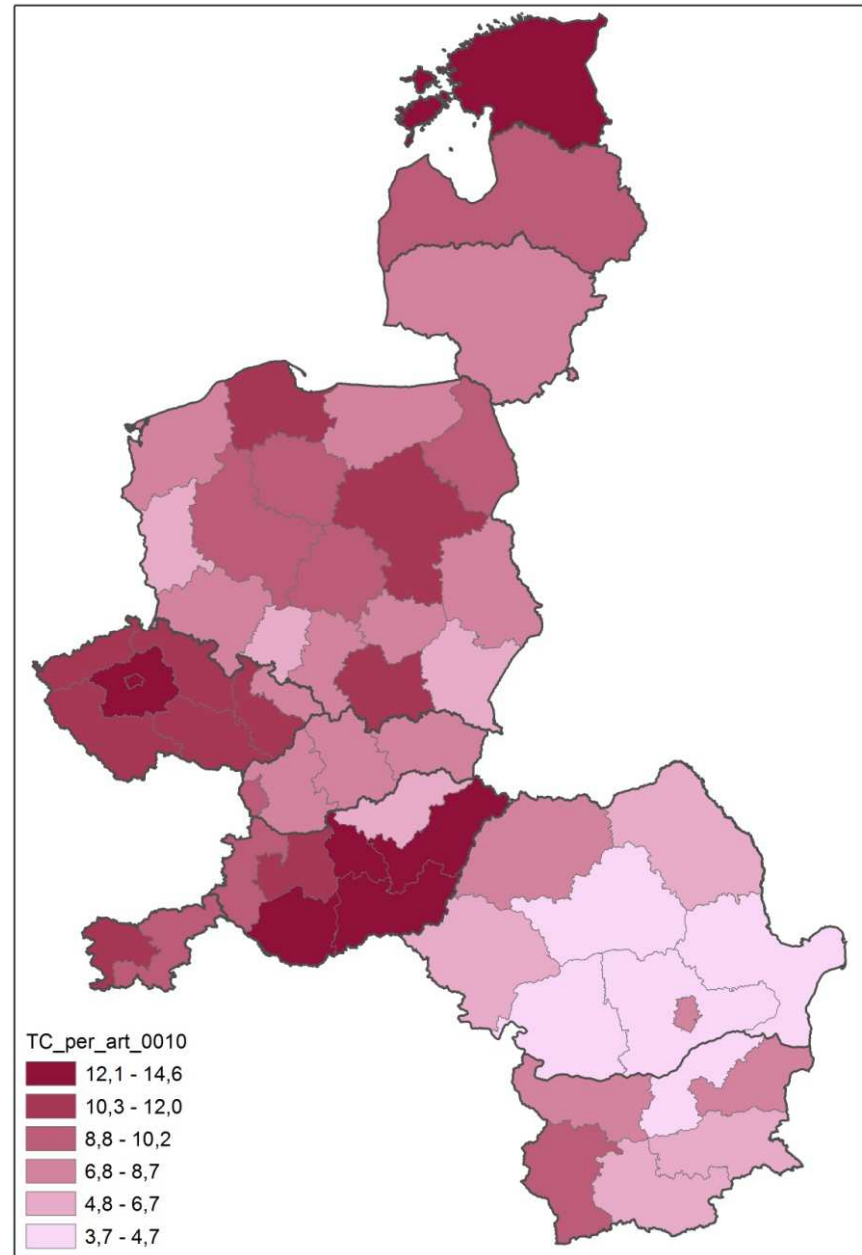 TC_per_art_0010
12,1 - 14,6
10,3 - 12,0
8,8 - 10,2
6,8 - 8,7
4,8 - 6,7
3,7 - 4,7